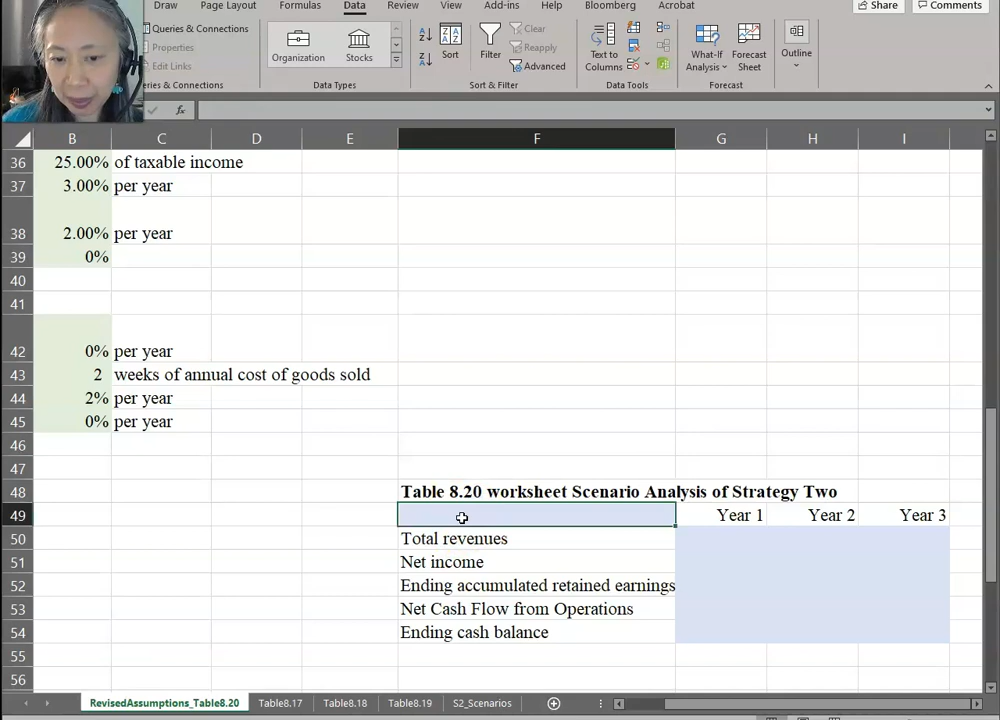 Draw Page Layout Formulas Data Review View Add-ins Help Bloomberg Acrobat Share Comments
Queries & Connections
Properties
Edit Links
eries & Connections
Organization Stocks
Data Types
Sort Filter
Clear
Reapply
Advanced
Sort & Filter
Text to
Columns
Data Tools
What-If
Analysis
Forecast
Sheet
Forecast
Outline
fx
B C D E F G H I
36 25.00% of taxable income
37 3.00% per year
38 2.00% per year
39 0%
40
41
42 0% per year
43 2 weeks of annual cost of goods sold
44 2% per year
45 0% per year
46
47
48 Table 8.20 worksheet Scenario Analysis of Strategy Two
49 Year 1 Year 2 Year 3
50 Total revenues
51 Net income
52 Ending accumulated retained earnings
53 Net Cash Flow from Operations
54 Ending cash balance
55
56
RevisedAssumptions_Table8.20 Table8.17 Table8.18 Table8.19 S2_Scenarios